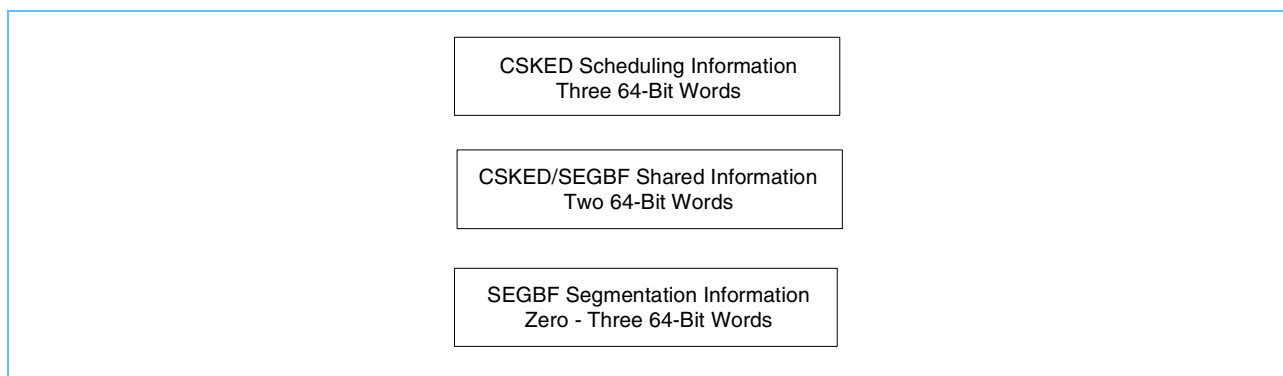 CSKED Scheduling Information
Three 64-Bit Words
CSKED/SEGBF Shared Information
Two 64-Bit Words
SEGBF Segmentation Information
Zero - Three 64-Bit Words